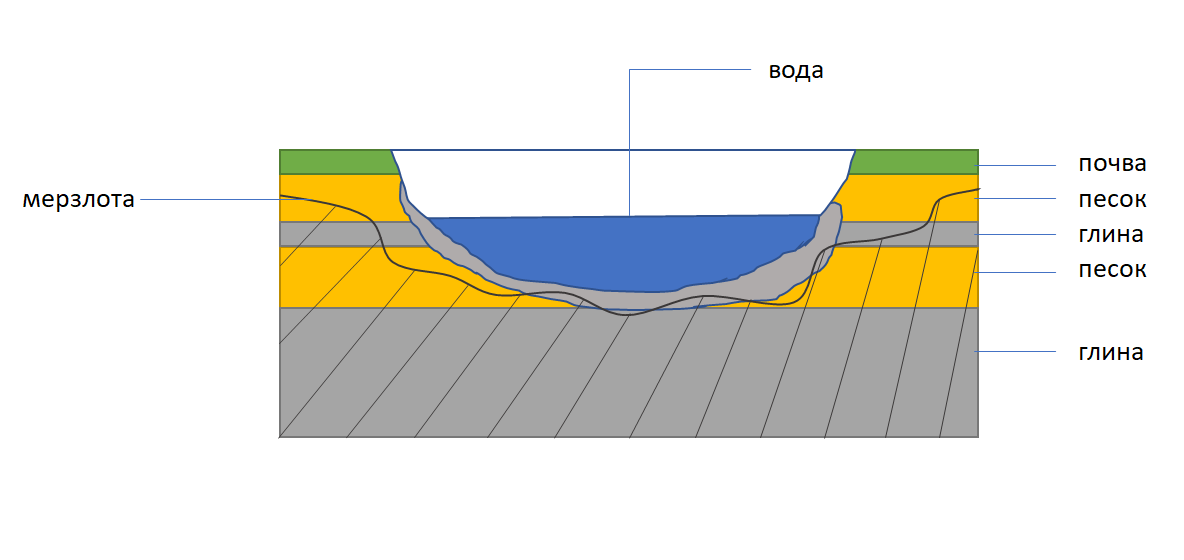 вода
почва
мерзлота
песок
глина
песок
глина